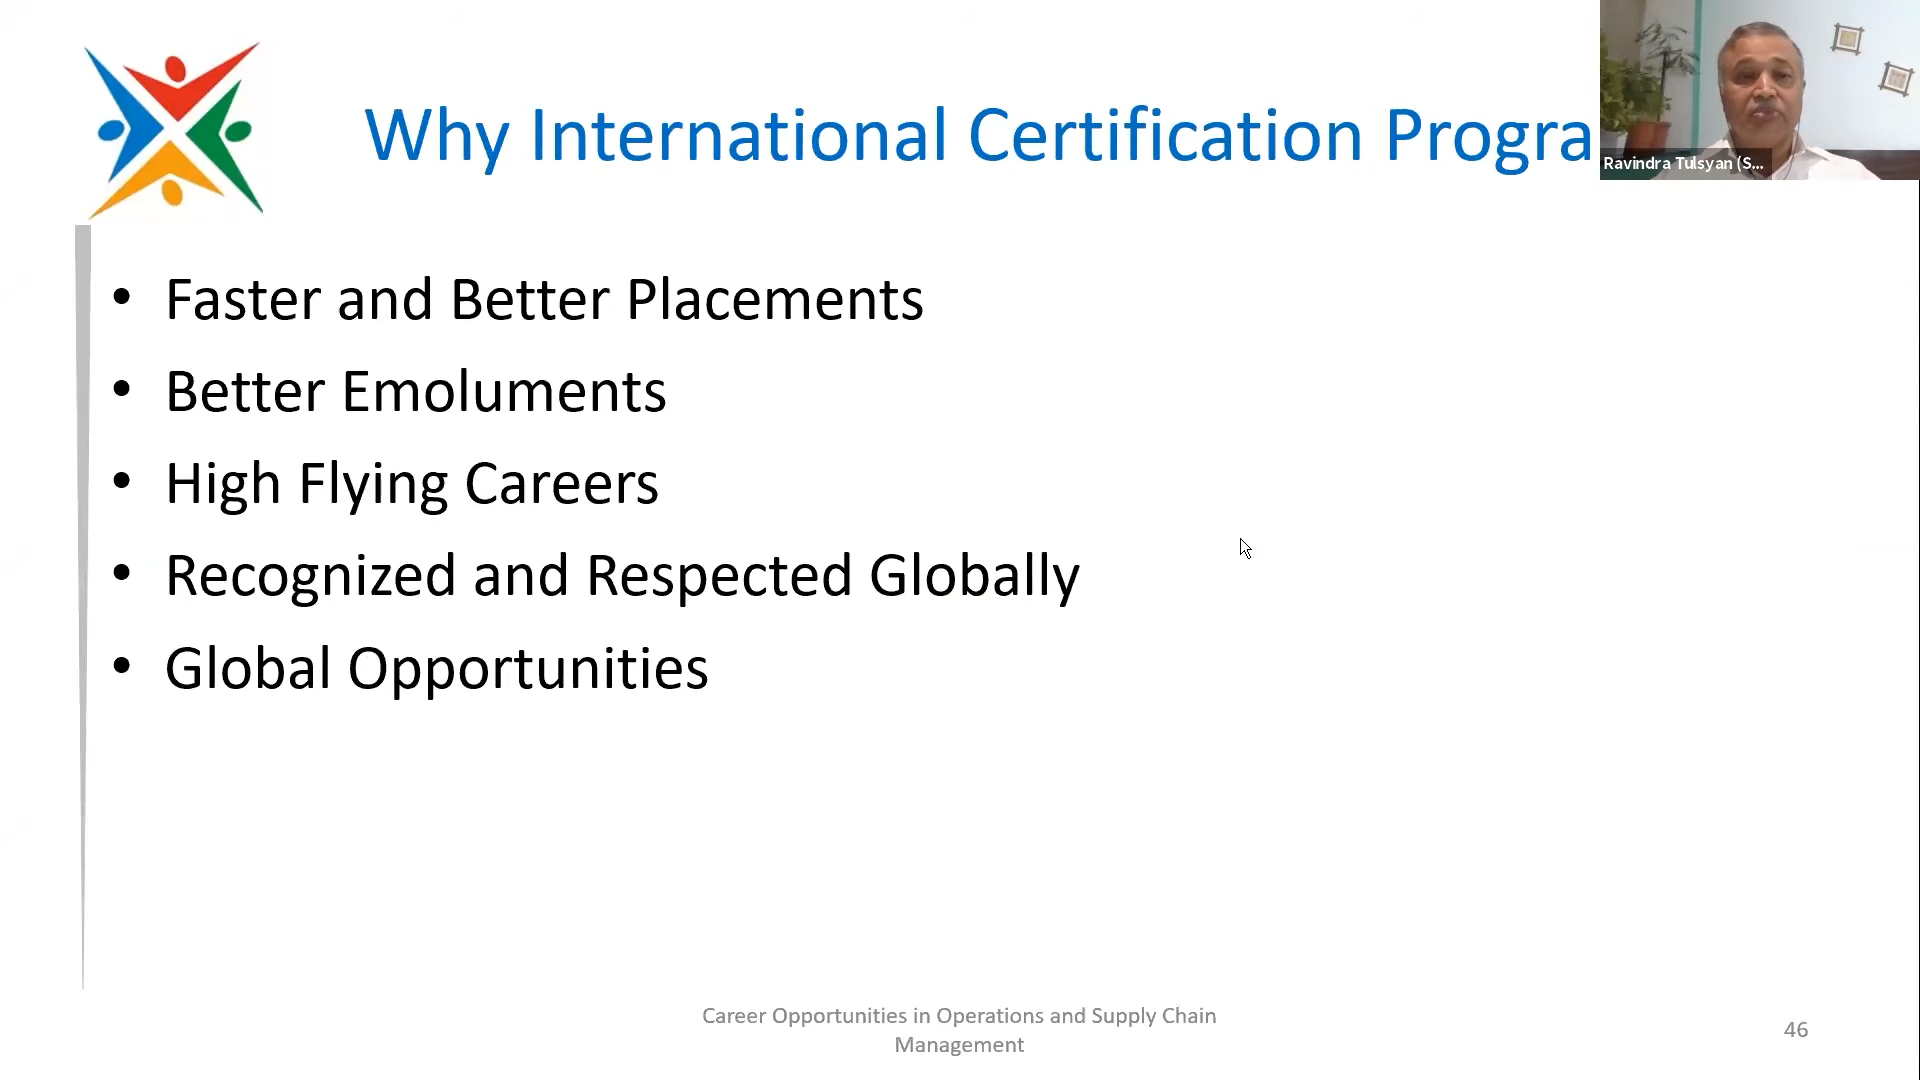 Why International Certification Progra
Ravindra Tulsyan (S...
• Faster and Better Placements
• Better Emoluments
• High Flying Careers
• Recognized and Respected Globally
• Global Opportunities
Career Opportunities in Operations and Supply Chain
Management
46